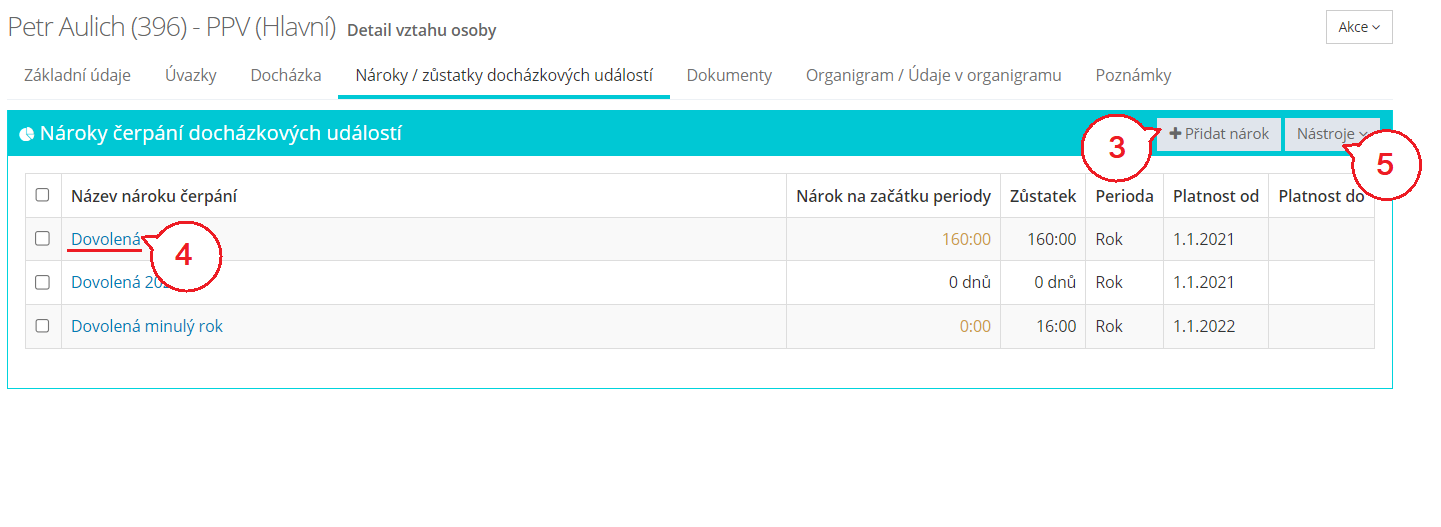 Petr Aulich (396) - PPV (Hlavní) Detail vztahu osoby
Akce
Základní údaje Úvazky Docházka Nároky / zůstatky docházkových událostí Dokumenty Organigram / Údaje v organigramu Poznámky
Nároky čerpání docházkových událostí
3 Přidat nárok Nástroje 5
Název nároku čerpání Nárok na začátku periody Zůstatek Perioda Platnost od Platnost do
Dovolená 4 160:00 160:00 Rok 1.1.2021
Dovolená 0 dnů 0 dnů Rok 1.1.2021
Dovolená minulý rok 0:00 16:00 Rok 1.1.2022